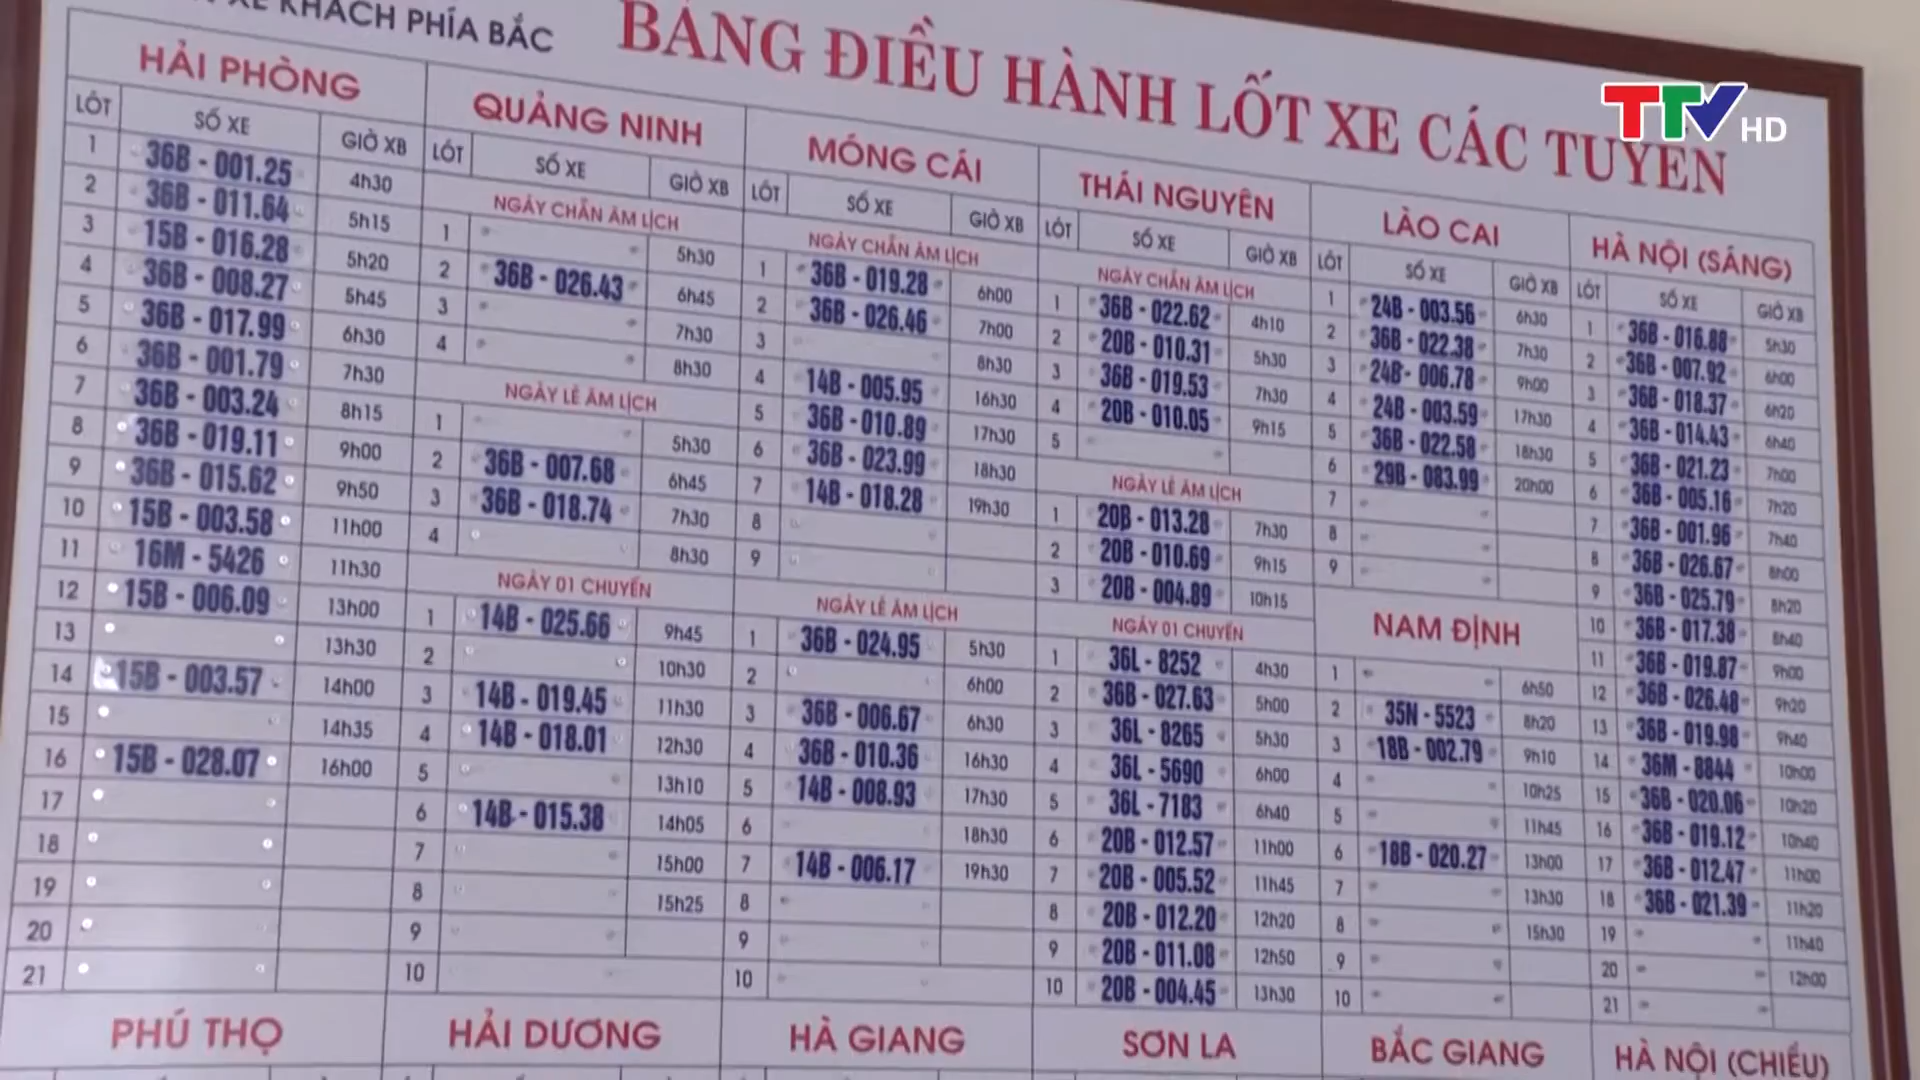 XE KHÁCH PHÍA BẮC
BẢNG ĐIỀU HÀNH LỐT XE CÁC TUYẾN
TTV HD
HẢI PHÒNG
LỐT SỐ XE GIỜ XB
1 36B - 001.25 4h30
2 36B - 011.64 5h15
3 15B - 016.28 5h20
4 36B - 008.27 5h45
5 36B - 017.99 6h30
6 36B - 001.79 7h30
7 36B - 003.24 8h15
8 36B - 019.11 9h00
9 36B - 015.62 9h50
10 15B - 003.58 11h00
11 16M - 5426 11h30
12 15B - 006.09 13h00
13 13h30
14 15B - 003.57 14h00
15 14h35
16 15B - 028.07 16h00
17
18
19
20
21
QUẢNG NINH
LỐT SỐ XE GIỜ XB
NGÀY CHẴN ÂM LỊCH
1 5h30
2 36B - 026.43 6h45
3 7h30
4 8h30
NGÀY LẺ ÂM LỊCH
1 5h30
2 36B - 007.68 6h45
3 36B - 018.74 7h30
4 8h30
NGÀY 01 CHUYẾN
1 14B - 025.66 9h45
2 10h30
3 14B - 019.45 11h30
4 14B - 018.01 12h30
5 13h10
6 14B - 015.38 14h05
7 15h00
8 15h25
9
10
MÓNG CÁI
LỐT SỐ XE GIỜ XB
NGÀY CHẴN ÂM LỊCH
1 36B - 019.28 6h00
2 36B - 026.46 7h00
3 8h30
4 14B - 005.95 16h30
5 36B - 010.89 17h30
6 36B - 023.99 18h30
7 14B - 018.28 19h30
8
9
NGÀY LẺ ÂM LỊCH
1 36B - 024.95 5h30
2 6h00
3 36B - 006.67 6h30
4 36B - 010.36 16h30
5 14B - 008.93 17h30
6 18h30
7 14B - 006.17 19h30
8
9
10
THÁI NGUYÊN
LỐT SỐ XE GIỜ XB
NGÀY CHẴN ÂM LỊCH
1 36B - 022.62 4h10
2 20B - 010.31 5h30
3 36B - 019.53 7h30
4 20B - 010.05 9h15
5
NGÀY LẺ ÂM LỊCH
1 20B - 013.28 7h30
2 20B - 010.69 9h15
3 20B - 004.89 10h15
NGÀY 01 CHUYẾN
1 36L - 8252 4h30
2 36B - 027.63 5h00
3 36L - 8265 5h30
4 36L - 5690 6h00
5 36L - 7183 6h40
6 20B - 012.57 11h00
7 20B - 005.52 11h45
8 20B - 012.20 12h20
9 20B - 011.08 12h50
10 20B - 004.45 13h30
LÀO CAI
LỐT SỐ XE GIỜ XB
1 24B - 003.56 6h30
2 36B - 022.38 7h30
3 24B - 006.78 9h00
4 24B - 003.59 17h30
5 36B - 022.58 18h30
6 29B - 083.99 20h00
7
8
9
NAM ĐỊNH
1 6h50
2 35N - 5523 8h20
3 18B - 002.79 9h10
4 10h25
5 11h45
6 18B - 020.27 13h00
7 13h30
8 15h30
9
10
HÀ NỘI (SÁNG)
LỐT SỐ XE GIỜ XB
1 36B - 016.88 5h30
2 36B - 007.92 6h00
3 36B - 018.37 6h20
4 36B - 014.43 6h40
5 36B - 021.23 7h00
6 36B - 005.16 7h20
7 36B - 001.96 7h40
8 36B - 026.67 8h00
9 36B - 025.79 8h20
10 36B - 017.38 8h40
11 36B - 019.87 9h00
12 36B - 026.48 9h20
13 36B - 019.98 9h40
14 36M - 8844 10h00
15 36B - 020.06 10h20
16 36B - 019.12 10h40
17 36B - 012.47 11h00
18 36B - 021.39 11h20
19 11h40
20 12h00
21
PHÚ THỌ
HẢI DƯƠNG
HÀ GIANG
SƠN LA
BẮC GIANG
HÀ NỘI (CHIỀU)